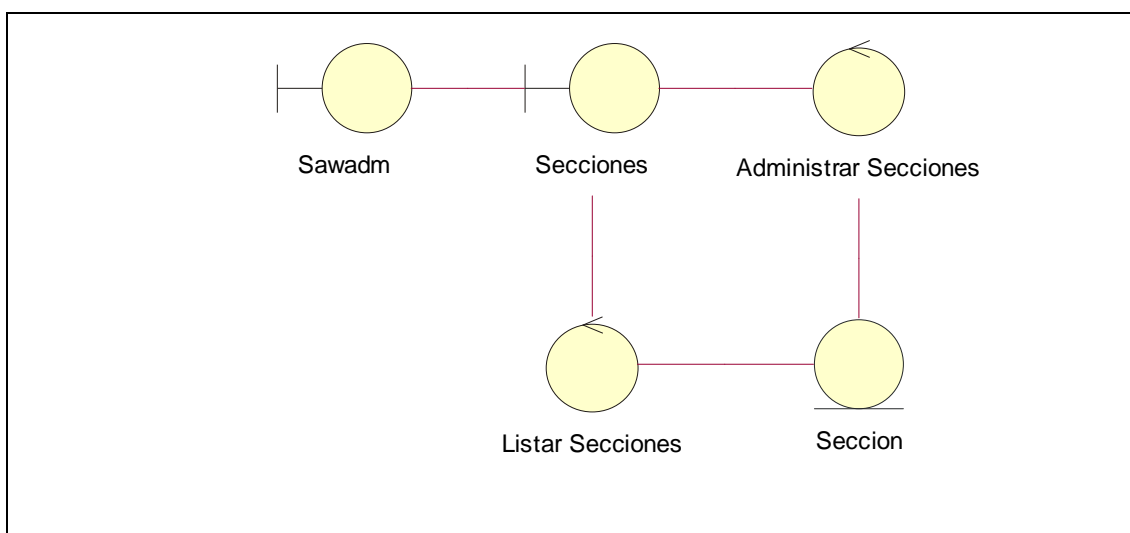 Sawadm
Secciones
Administrar Secciones
Listar Secciones
Seccion